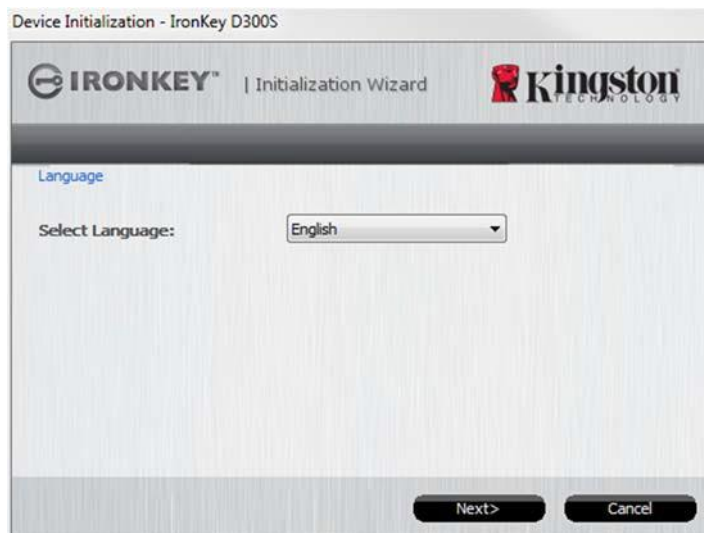 Device Initialization - IronKey D300S
IRONKEY™ | Initialization Wizard Kingston
TECHNOLOGY
Language
Select Language: English
Next> Cancel